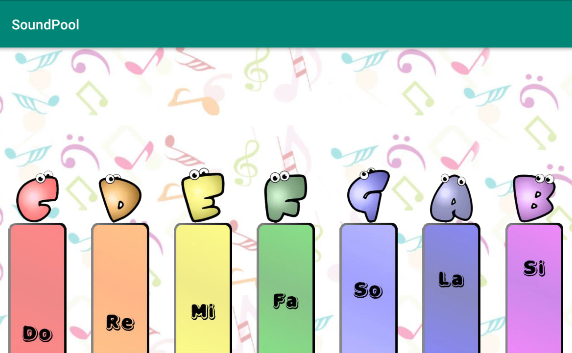 SoundPool
C D E F G A B
Do Re Mi Fa So La Si